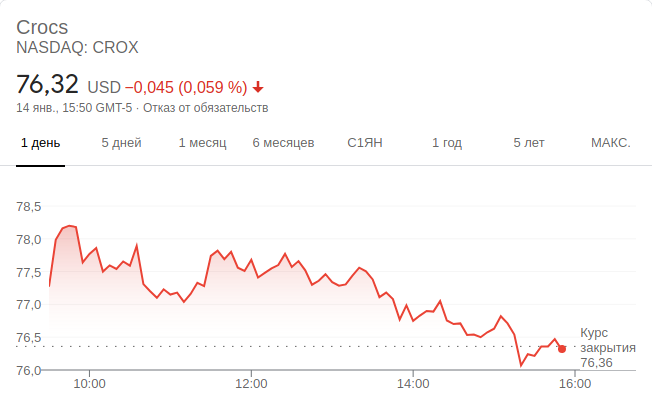 Crocs
NASDAQ: CROX
76,32 USD −0,045 (0,059 %)
14 янв., 15:50 GMT-5 · Отказ от обязательств
1 день 5 дней 1 месяц 6 месяцев С1ЯН 1 год 5 лет МАКС.
78,5
78,0
77,5
77,0
76,5
76,0
Курс
закрытия
76,36
10:00 12:00 14:00 16:00